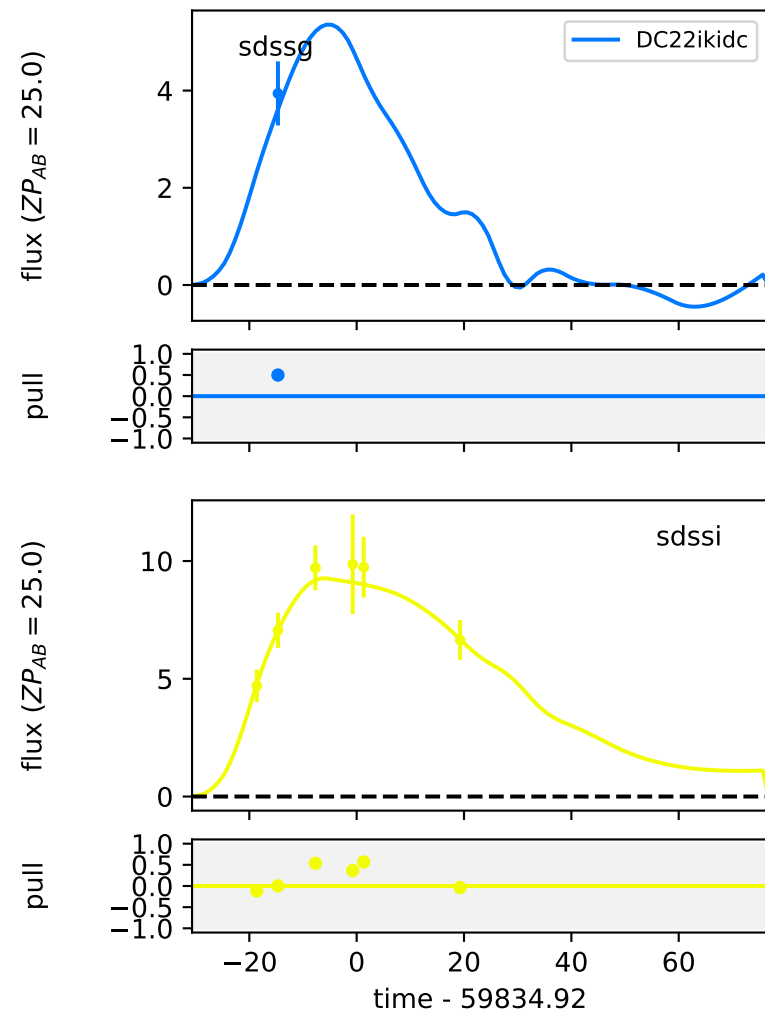 sdssg
DC22ikidc
flux (ZP_AB = 25.0)
4
2
0
pull
1.0
0.5
0.0
−0.5
−1.0
sdssi
flux (ZP_AB = 25.0)
10
5
0
pull
1.0
0.5
0.0
−0.5
−1.0
−20 0 20 40 60
time - 59834.92